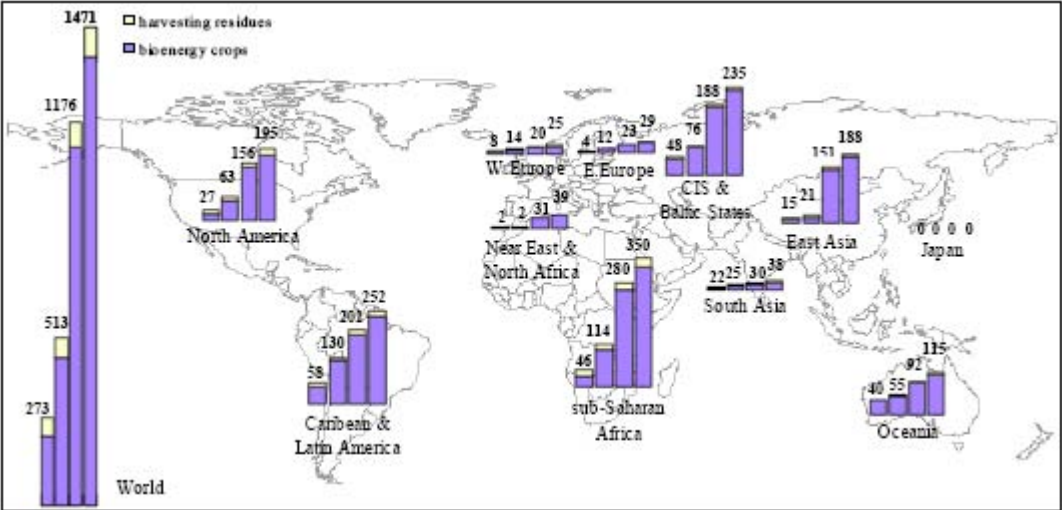 1471
harvesting residues
bioenergy crops
1176
513
273
World
27 63 156 195
North America
58 130 201 252
Caribean &
Latin America
8 14 20 25
W.Europe
4 12 23 29
E.Europe
48 76 188 235
CIS &
Baltic States
2 2 31 39
Near East &
North Africa
46 114 280 350
sub-Saharan
Africa
15 21 151 188
East Asia
0 0 0 0
Japan
22 25 30 38
South Asia
40 55 92 115
Oceania